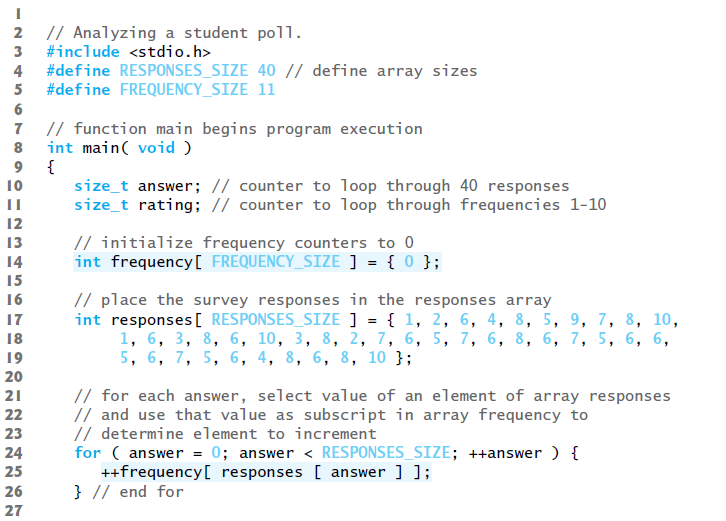 1
2 // Analyzing a student poll.
3 #include <stdio.h>
4 #define RESPONSES_SIZE 40 // define array sizes
5 #define FREQUENCY_SIZE 11
6
7 // function main begins program execution
8 int main( void )
9 {
10 size_t answer; // counter to loop through 40 responses
11 size_t rating; // counter to loop through frequencies 1-10
12
13 // initialize frequency counters to 0
14 int frequency[ FREQUENCY_SIZE ] = { 0 };
15
16 // place the survey responses in the responses array
17 int responses[ RESPONSES_SIZE ] = { 1, 2, 6, 4, 8, 5, 9, 7, 8, 10,
18 1, 6, 3, 8, 6, 10, 3, 8, 2, 7, 6, 5, 7, 6, 8, 6, 7, 5, 6, 6,
19 5, 6, 7, 5, 6, 4, 8, 6, 8, 10 };
20
21 // for each answer, select value of an element of array responses
22 // and use that value as subscript in array frequency to
23 // determine element to increment
24 for ( answer = 0; answer < RESPONSES_SIZE; ++answer ) {
25 ++frequency[ responses [ answer ] ];
26 } // end for
27